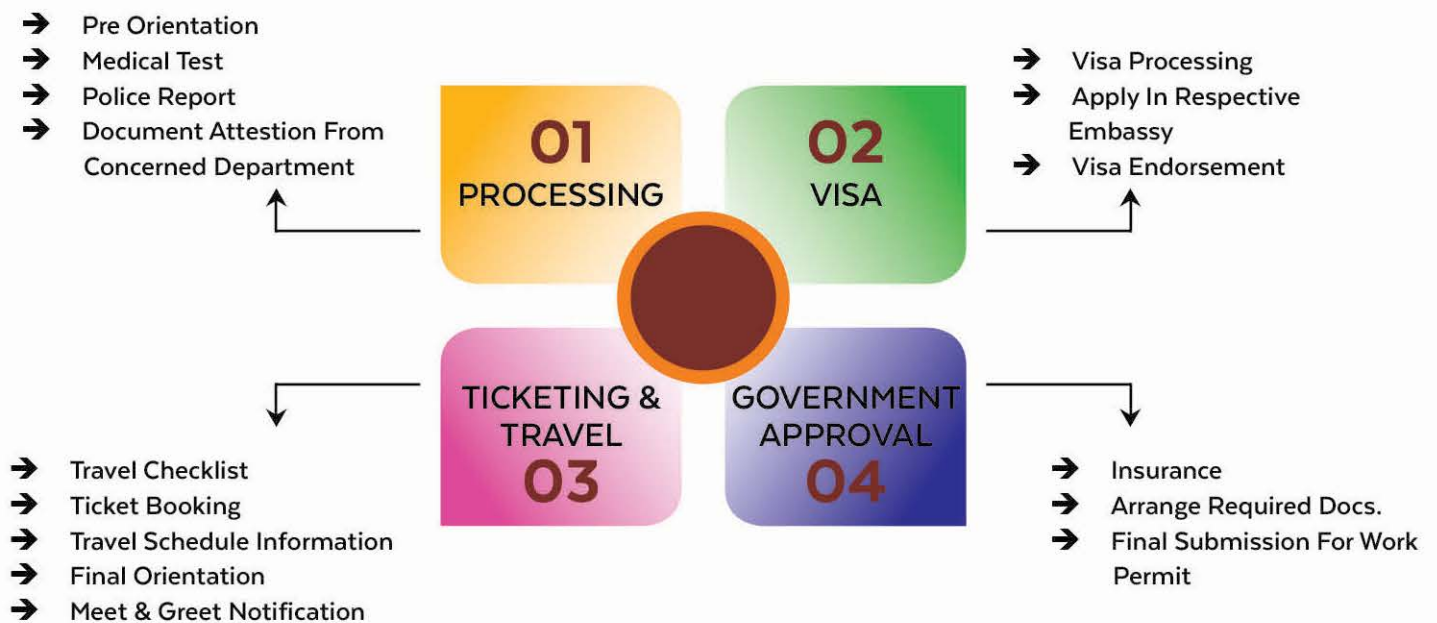 → Pre Orientation
→ Medical Test
→ Police Report
→ Document Attestion From
Concerned Department
01
PROCESSING
02
VISA
→ Visa Processing
→ Apply In Respective
Embassy
→ Visa Endorsement
TICKETING &
TRAVEL
03
GOVERNMENT
APPROVAL
04
→ Travel Checklist
→ Ticket Booking
→ Travel Schedule Information
→ Final Orientation
→ Meet & Greet Notification
→ Insurance
→ Arrange Required Docs.
→ Final Submission For Work
Permit